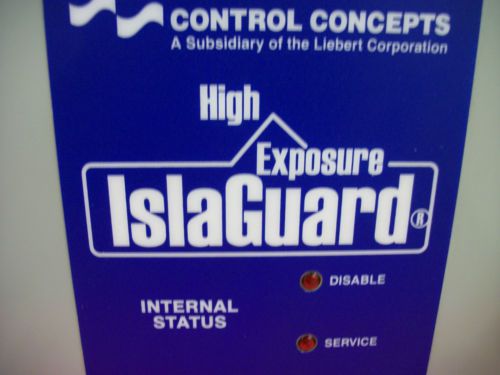 CONTROL CONCEPTS
A Subsidiary of the Liebert Corporation
High
Exposure
IslaGuard®
DISABLE
INTERNAL
STATUS
SERVICE